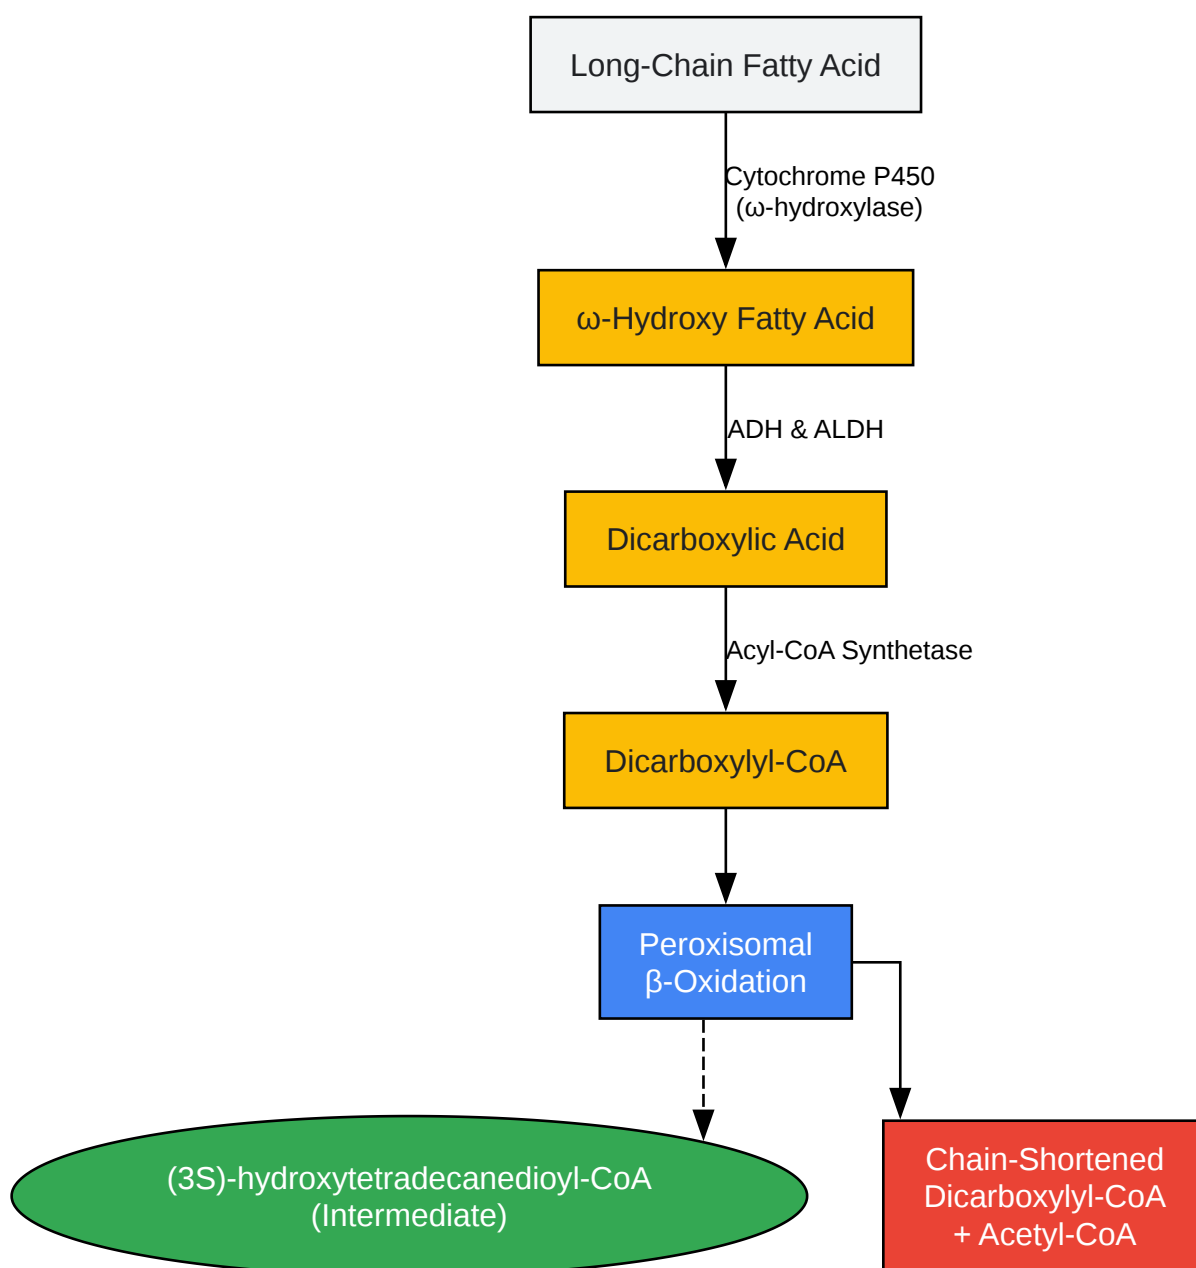 Long-Chain Fatty Acid
Cytochrome P450
(ω-hydroxylase)
ω-Hydroxy Fatty Acid
ADH & ALDH
Dicarboxylic Acid
Acyl-CoA Synthetase
Dicarboxylyl-CoA
Peroxisomal
β-Oxidation
(3S)-hydroxytetradecanedioyl-CoA
(Intermediate)
Chain-Shortened
Dicarboxylyl-CoA
+ Acetyl-CoA